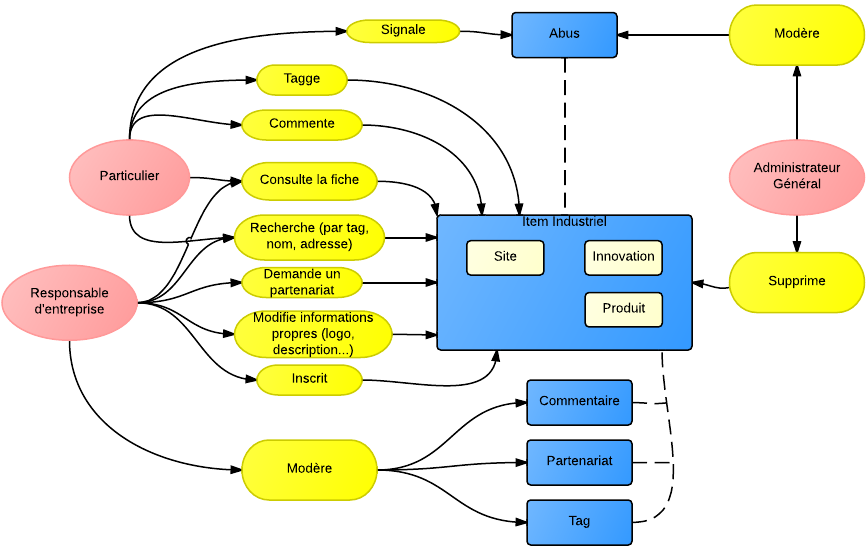 Signale
Abus
Modère
Tagge
Commente
Particulier
Consulte la fiche
Administrateur
Général
Item Industriel
Recherche (par tag,
nom, adresse)
Site
Innovation
Responsable
d'entreprise
Demande un
partenariat
Supprime
Produit
Modifie informations
propres (logo,
description...)
Inscrit
Commentaire
Modère
Partenariat
Tag